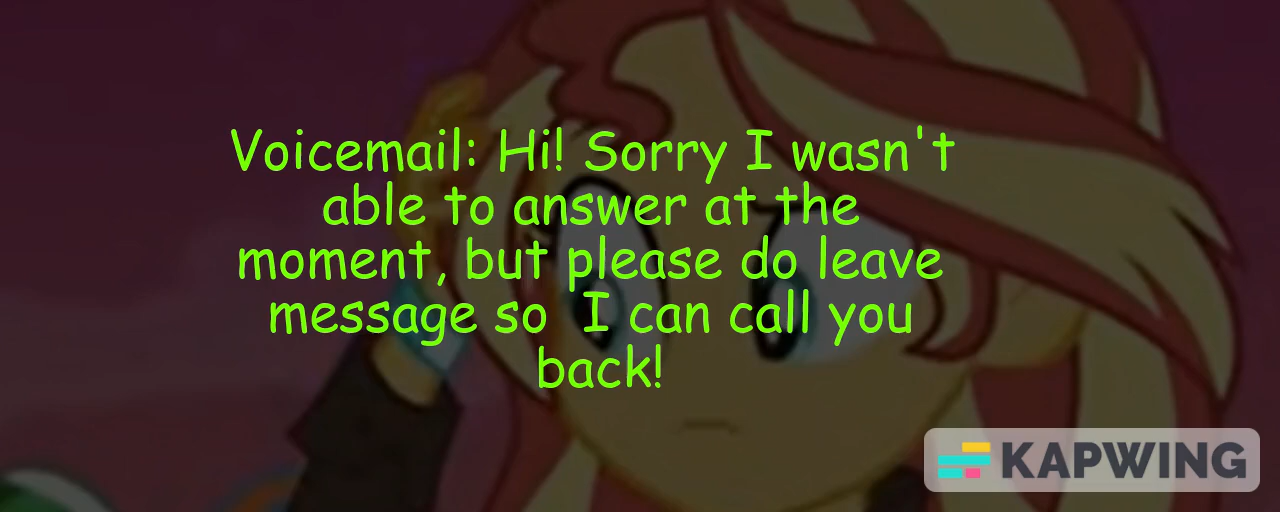 Voicemail: Hi! Sorry I wasn't
able to answer at the
moment, but please do leave
message so  I can call you
back!
KAPWING